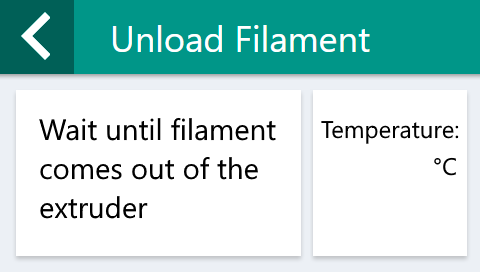 Unload Filament
Wait until filament
comes out of the
extruder
Temperature:
°C